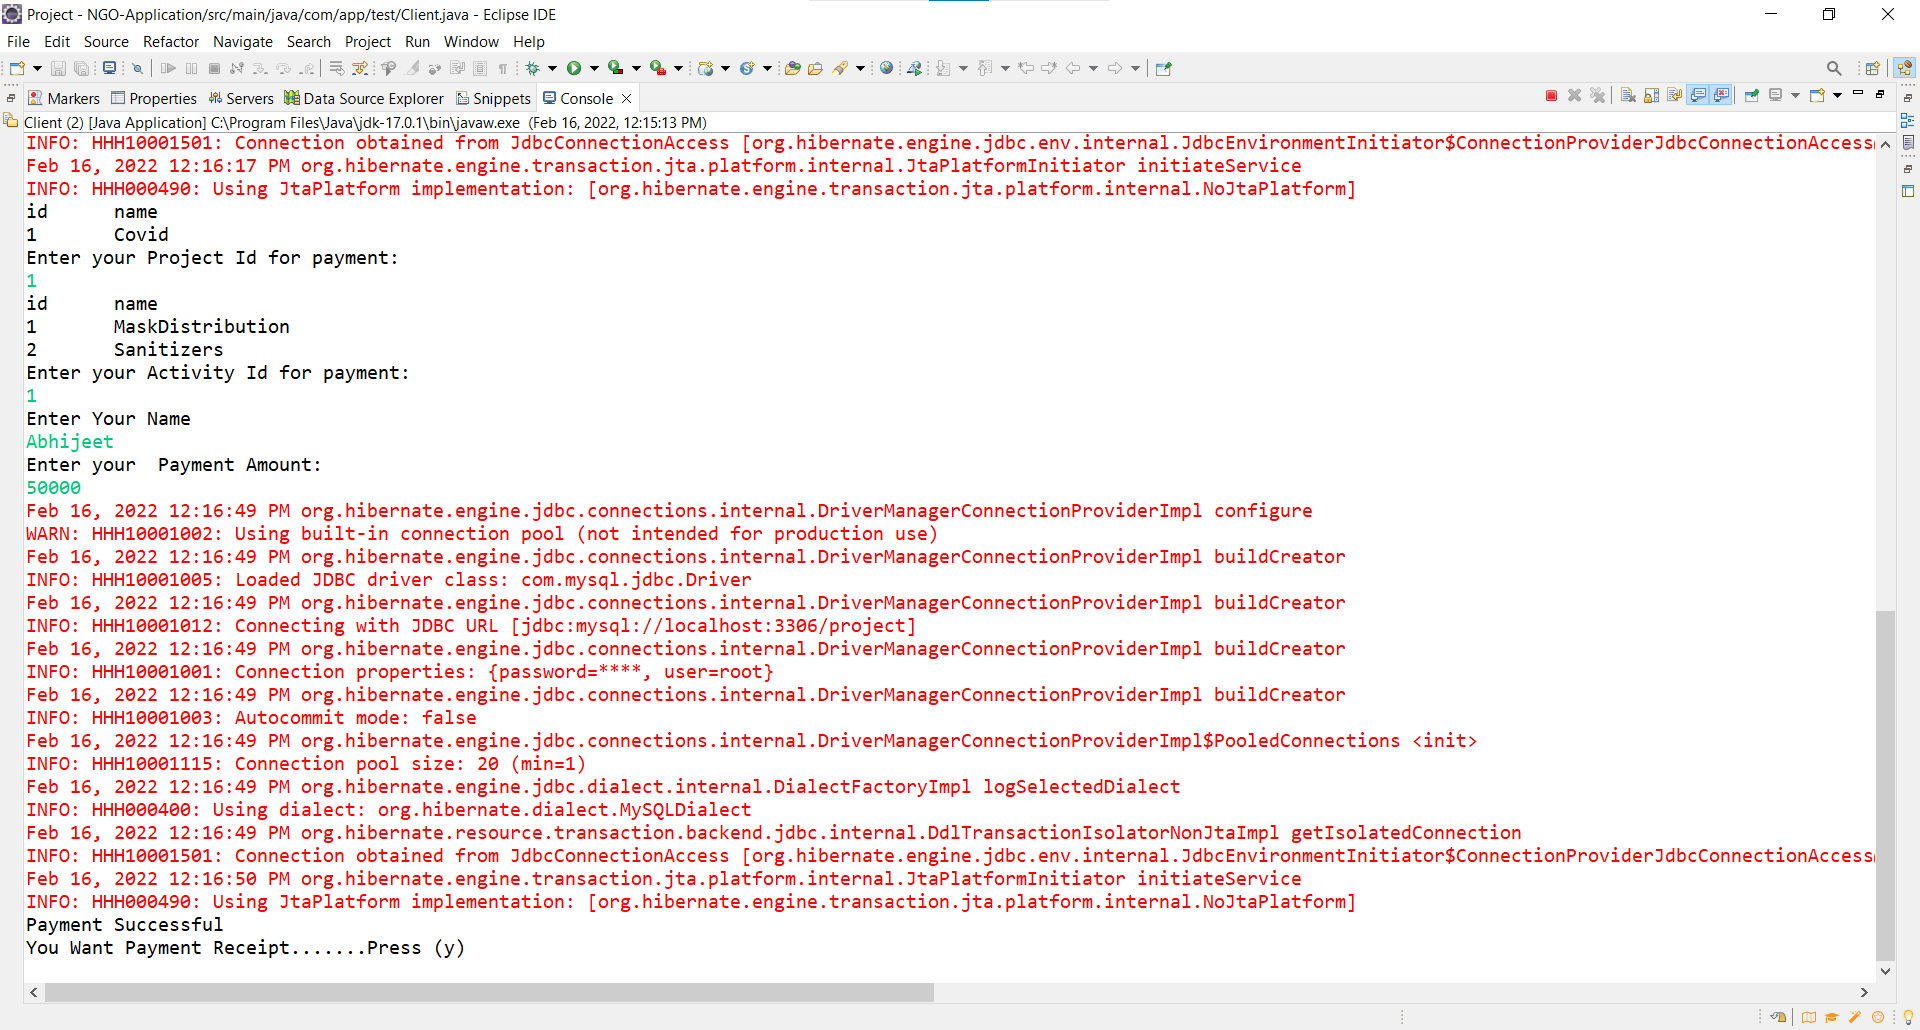 Project - NGO-Application/src/main/java/com/app/test/Client.java - Eclipse IDE
File Edit Source Refactor Navigate Search Project Run Window Help
Markers Properties Servers Data Source Explorer Snippets Console
Client (2) [Java Application] C:\Program Files\Java\jdk-17.0.1\bin\javaw.exe (Feb 16, 2022, 12:15:13 PM)
INFO: HHH10001501: Connection obtained from JdbcConnectionAccess [org.hibernate.engine.jdbc.env.internal.JdbcEnvironmentInitiator$ConnectionProviderJdbcConnectionAccess
Feb 16, 2022 12:16:17 PM org.hibernate.engine.transaction.jta.platform.internal.JtaPlatformInitiator initiateService
INFO: HHH000490: Using JtaPlatform implementation: [org.hibernate.engine.transaction.jta.platform.internal.NoJtaPlatform]
id name
1 Covid
Enter your Project Id for payment:
1
id name
1 MaskDistribution
2 Sanitizers
Enter your Activity Id for payment:
1
Enter Your Name
Abhijeet
Enter your  Payment Amount:
50000
Feb 16, 2022 12:16:49 PM org.hibernate.engine.jdbc.connections.internal.DriverManagerConnectionProviderImpl configure
WARN: HHH10001002: Using built-in connection pool (not intended for production use)
Feb 16, 2022 12:16:49 PM org.hibernate.engine.jdbc.connections.internal.DriverManagerConnectionProviderImpl buildCreator
INFO: HHH10001005: Loaded JDBC driver class: com.mysql.jdbc.Driver
Feb 16, 2022 12:16:49 PM org.hibernate.engine.jdbc.connections.internal.DriverManagerConnectionProviderImpl buildCreator
INFO: HHH10001012: Connecting with JDBC URL [jdbc:mysql://localhost:3306/project]
Feb 16, 2022 12:16:49 PM org.hibernate.engine.jdbc.connections.internal.DriverManagerConnectionProviderImpl buildCreator
INFO: HHH10001001: Connection properties: {password=****, user=root}
Feb 16, 2022 12:16:49 PM org.hibernate.engine.jdbc.connections.internal.DriverManagerConnectionProviderImpl buildCreator
INFO: HHH10001003: Autocommit mode: false
Feb 16, 2022 12:16:49 PM org.hibernate.engine.jdbc.connections.internal.DriverManagerConnectionProviderImpl$PooledConnections <init>
INFO: HHH10001115: Connection pool size: 20 (min=1)
Feb 16, 2022 12:16:49 PM org.hibernate.engine.jdbc.dialect.internal.DialectFactoryImpl logSelectedDialect
INFO: HHH000400: Using dialect: org.hibernate.dialect.MySQLDialect
Feb 16, 2022 12:16:49 PM org.hibernate.resource.transaction.backend.jdbc.internal.DdlTransactionIsolatorNonJtaImpl getIsolatedConnection
INFO: HHH10001501: Connection obtained from JdbcConnectionAccess [org.hibernate.engine.jdbc.env.internal.JdbcEnvironmentInitiator$ConnectionProviderJdbcConnectionAccess
Feb 16, 2022 12:16:50 PM org.hibernate.engine.transaction.jta.platform.internal.JtaPlatformInitiator initiateService
INFO: HHH000490: Using JtaPlatform implementation: [org.hibernate.engine.transaction.jta.platform.internal.NoJtaPlatform]
Payment Successful
You Want Payment Receipt.......Press (y)